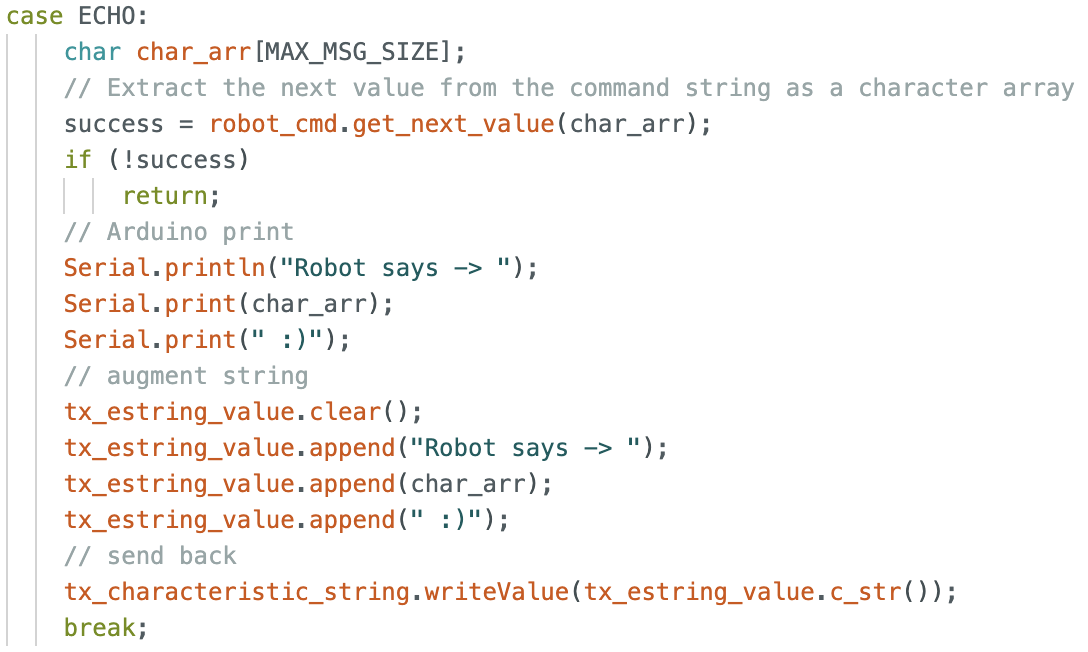 case ECHO:
char char_arr[MAX_MSG_SIZE];
// Extract the next value from the command string as a character array
success = robot_cmd.get_next_value(char_arr);
if (!success)
return;
// Arduino print
Serial.println("Robot says -> ");
Serial.print(char_arr);
Serial.print(" :)");
// augment string
tx_estring_value.clear();
tx_estring_value.append("Robot says -> ");
tx_estring_value.append(char_arr);
tx_estring_value.append(" :)");
// send back
tx_characteristic_string.writeValue(tx_estring_value.c_str());
break;